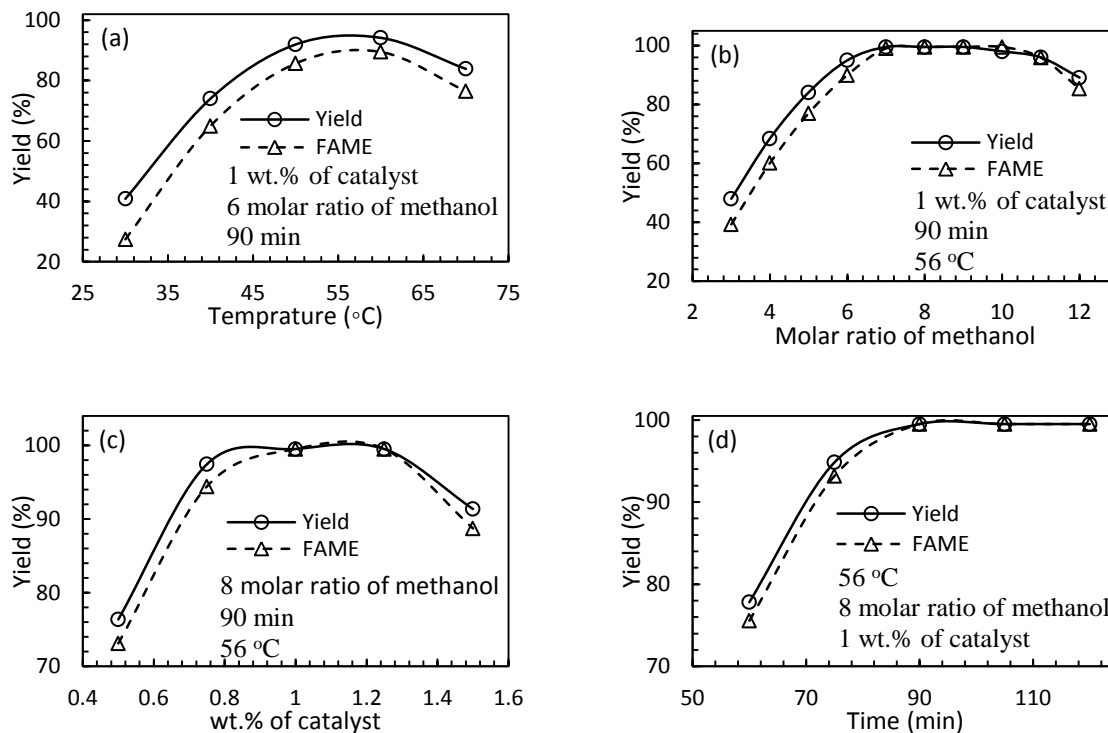 (a)
100
80
60
40
20
Yield (%)
Yield
FAME
1 wt.% of catalyst
6 molar ratio of methanol
90 min
25 35 45 55 65 75
Temprature (°C)
(b)
100
80
60
40
20
Yield (%)
Yield
FAME
1 wt.% of catalyst
90 min
56 °C
2 4 6 8 10 12
Molar ratio of methanol
(c)
100
90
80
70
Yield (%)
Yield
FAME
8 molar ratio of methanol
90 min
56 °C
0.4 0.6 0.8 1 1.2 1.4 1.6
wt.% of catalyst
(d)
100
90
80
70
Yield (%)
Yield
FAME
56 °C
8 molar ratio of methanol
1 wt.% of catalyst
50 70 90 110
Time (min)